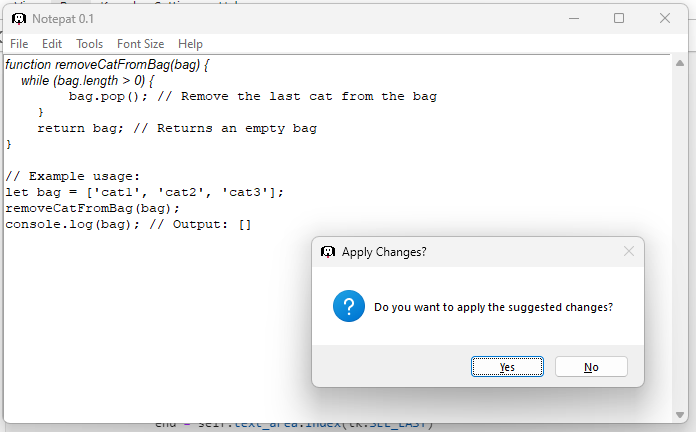 Notepat 0.1
File Edit Tools Font Size Help
function removeCatFromBag(bag) {
    while (bag.length > 0) {
        bag.pop(); // Remove the last cat from the bag
    }
    return bag; // Returns an empty bag
}
// Example usage:
let bag = ['cat1', 'cat2', 'cat3'];
removeCatFromBag(bag);
console.log(bag); // Output: []
Apply Changes?
Do you want to apply the suggested changes?
Yes No
end = self.text_area.index(tk.SEL_LAST)